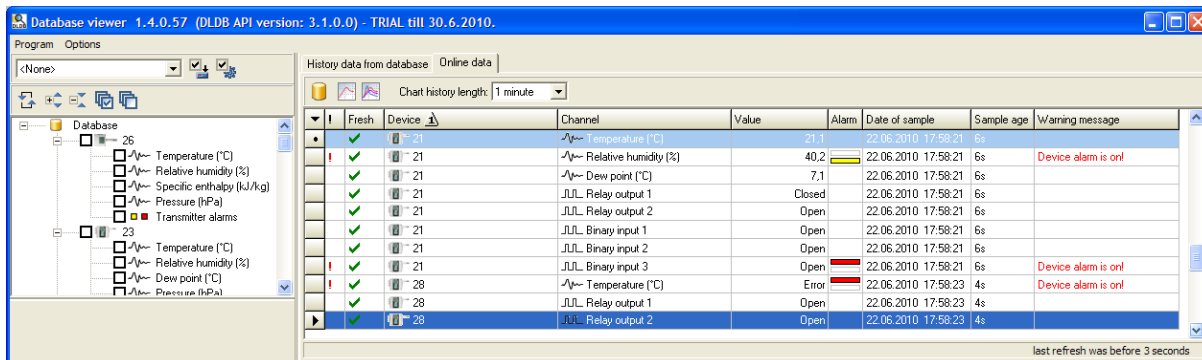 Database viewer 1.4.0.57 (DLDB API version: 3.1.0.0) - TRIAL till 30.6.2010.
Program Options
<None>
Database
26
Temperature (°C)
Relative humidity (%)
Specific enthalpy (kJ/kg)
Pressure (hPa)
Transmitter alarms
23
Temperature (°C)
Relative humidity (%)
Dew point (°C)
Pressure (hPa)
History data from database Online data
Chart history length: 1 minute
! Fresh Device 1 Channel Value Alarm Date of sample Sample age Warning message
21 Temperature (°C) 21,1 22.06.2010 17:58:21 6s
! 21 Relative humidity (%) 40,2 22.06.2010 17:58:21 6s Device alarm is on!
21 Dew point (°C) 7,1 22.06.2010 17:58:21 6s
21 Relay output 1 Closed 22.06.2010 17:58:21 6s
21 Relay output 2 Open 22.06.2010 17:58:21 6s
21 Binary input 1 Open 22.06.2010 17:58:21 6s
21 Binary input 2 Open 22.06.2010 17:58:21 6s
! 21 Binary input 3 Open 22.06.2010 17:58:21 6s Device alarm is on!
! 28 Temperature (°C) Error 22.06.2010 17:58:23 4s Device alarm is on!
28 Relay output 1 Open 22.06.2010 17:58:23 4s
28 Relay output 2 Open 22.06.2010 17:58:23 4s
last refresh was before 3 seconds